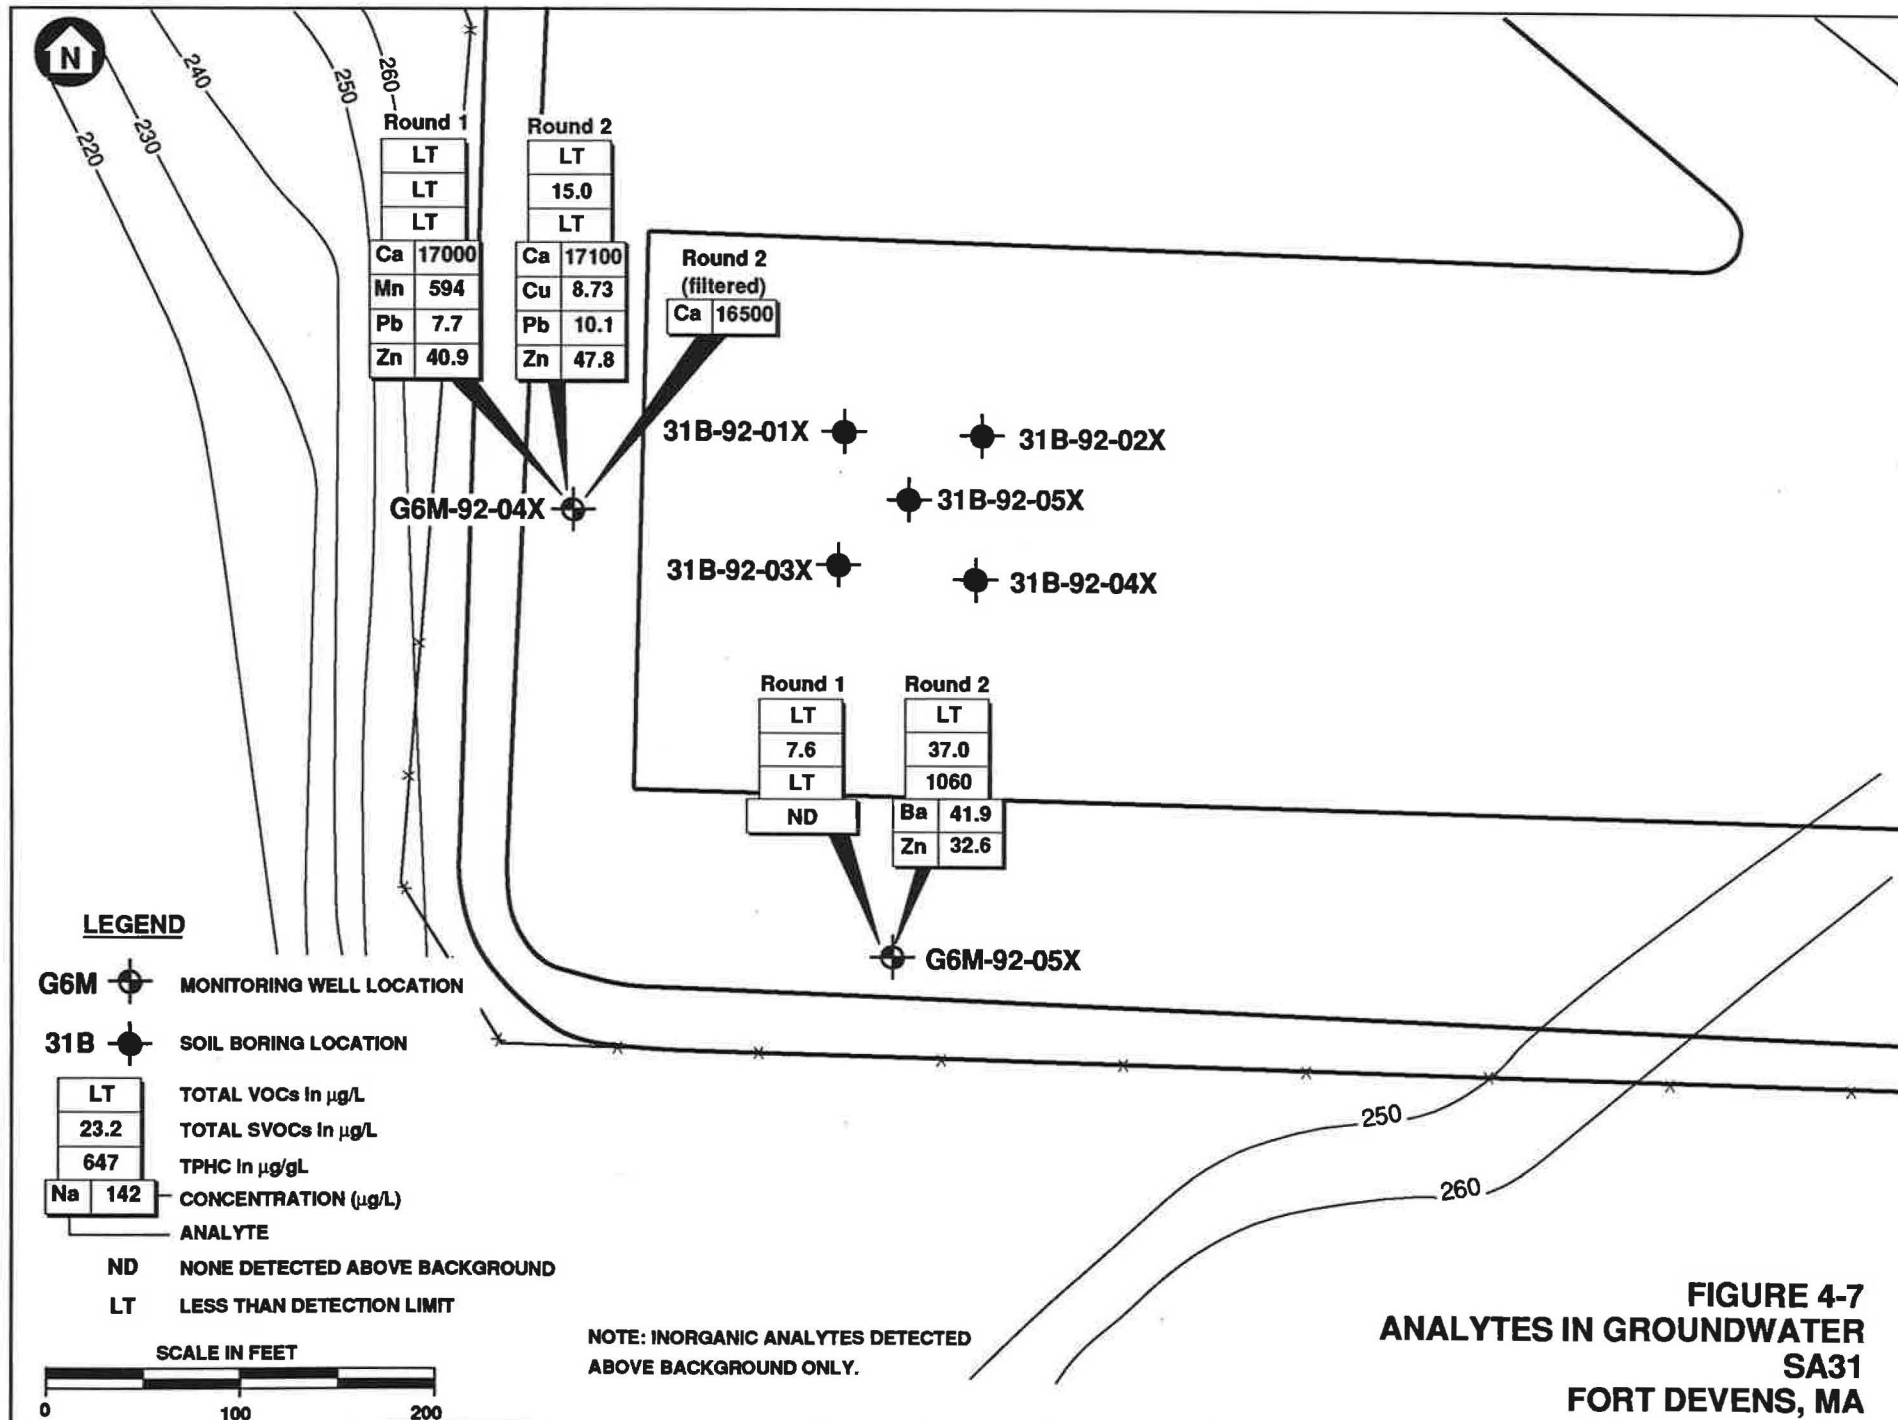 N
240
250
260
220
230
Round 1
LT
LT
LT
Ca 17000
Mn 594
Pb 7.7
Zn 40.9
Round 2
LT
15.0
LT
Ca 17100
Cu 8.73
Pb 10.1
Zn 47.8
Round 2
(filtered)
Ca 16500
31B-92-01X
31B-92-02X
31B-92-05X
31B-92-03X
31B-92-04X
G6M-92-04X
Round 1
LT
7.6
LT
ND
Round 2
LT
37.0
1060
Ba 41.9
Zn 32.6
G6M-92-05X
250
260
LEGEND
G6M MONITORING WELL LOCATION
31B SOIL BORING LOCATION
LT TOTAL VOCs in µg/L
23.2 TOTAL SVOCs in µg/L
647 TPHC in µg/gL
Na 142 CONCENTRATION (µg/L)
ANALYTE
ND NONE DETECTED ABOVE BACKGROUND
LT LESS THAN DETECTION LIMIT
SCALE IN FEET
0 100 200
NOTE: INORGANIC ANALYTES DETECTED
ABOVE BACKGROUND ONLY.
FIGURE 4-7
ANALYTES IN GROUNDWATER
SA31
FORT DEVENS, MA